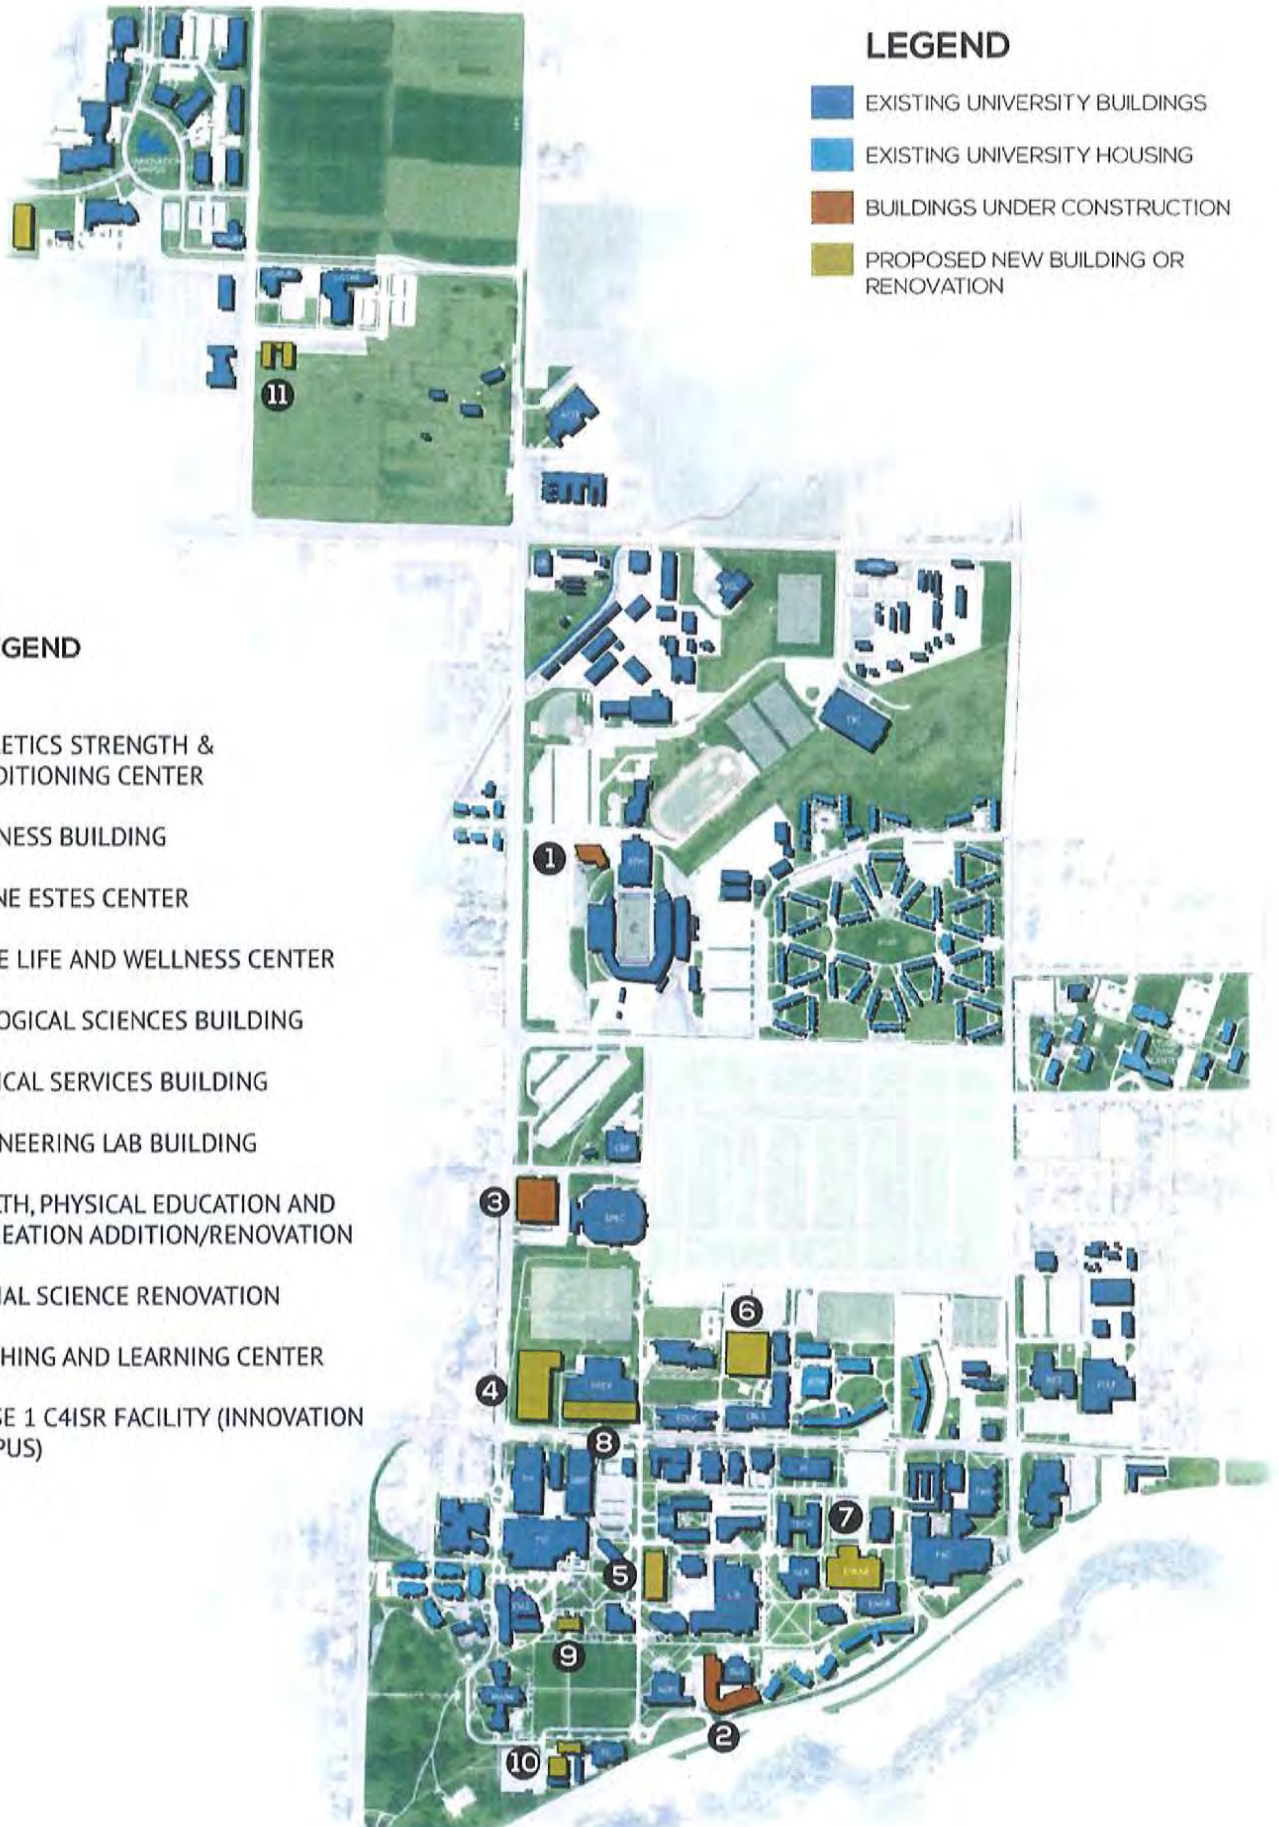 LEGEND
EXISTING UNIVERSITY BUILDINGS
EXISTING UNIVERSITY HOUSING
BUILDINGS UNDER CONSTRUCTION
PROPOSED NEW BUILDING OR
RENOVATION
GEND
ETICS STRENGTH &
DITIONING CENTER
NESS BUILDING
NE ESTES CENTER
E LIFE AND WELLNESS CENTER
OGICAL SCIENCES BUILDING
ICAL SERVICES BUILDING
NEERING LAB BUILDING
LTH, PHYSICAL EDUCATION AND
EATION ADDITION/RENOVATION
IAL SCIENCE RENOVATION
HING AND LEARNING CENTER
SE 1 C4ISR FACILITY (INNOVATION
PUS)
11
1
3
6
4
8
7
5
9
2
10